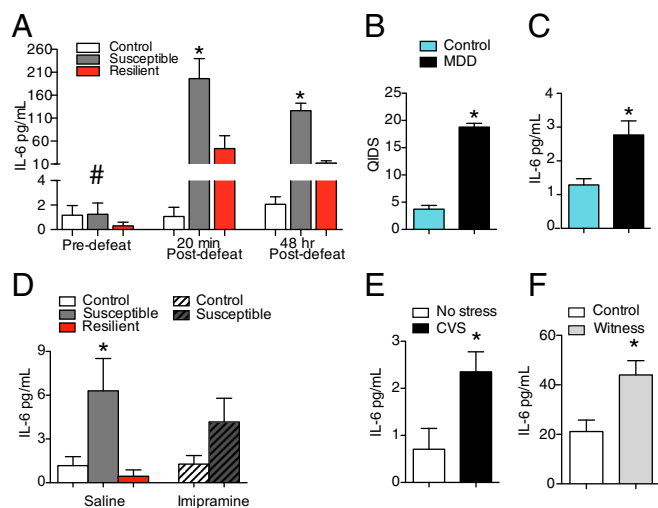 A
Control
Susceptible
Resilient
IL-6 pg/mL
260
210
160
110
60
10
4
2
0
#
*
*
Pre-defeat
20 min
Post-defeat
48 hr
Post-defeat
B
Control
MDD
QIDS
25
20
15
10
5
0
*
C
IL-6 pg/mL
4
3
2
1
0
*
D
Control
Susceptible
Resilient
Control
Susceptible
IL-6 pg/mL
9
6
3
0
*
Saline
Imipramine
E
No stress
CVS
IL-6 pg/mL
3
2
1
0
*
F
Control
Witness
IL-6 pg/mL
60
40
20
0
*